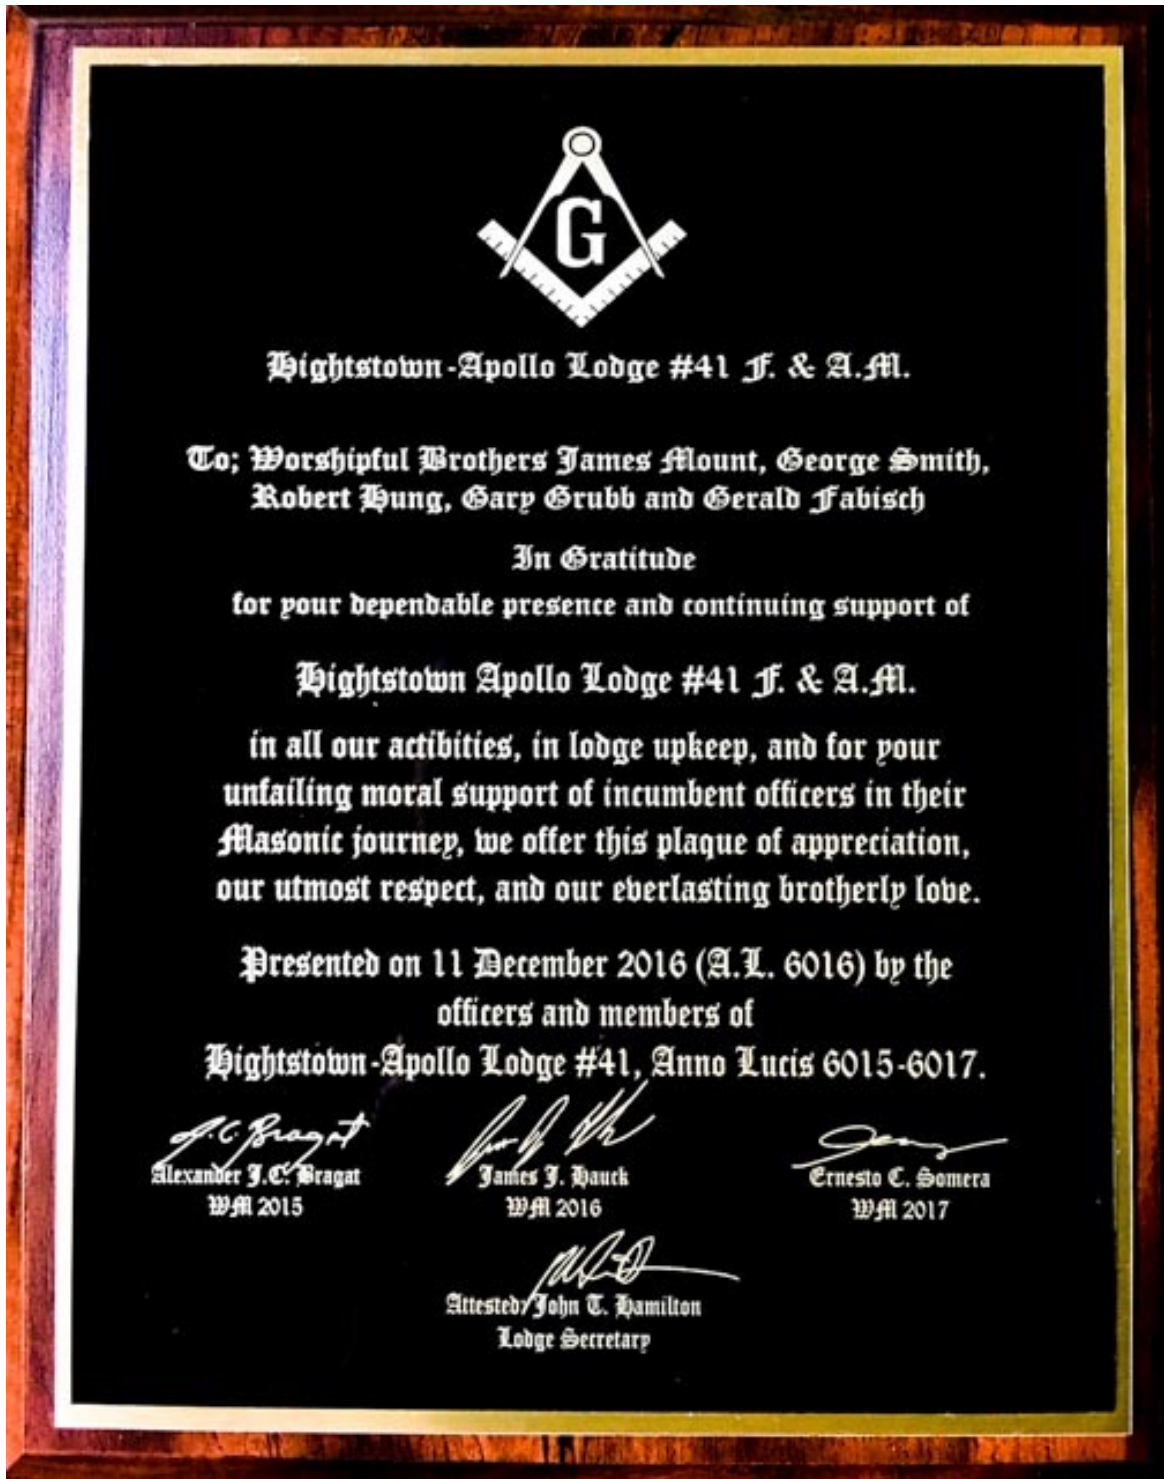 G
Hightstown-Apollo Lodge #41 F. & A.M.
To; Worshipful Brothers James Mount, George Smith,
Robert Hung, Gary Grubb and Gerald Fabisch
In Gratitude
for your dependable presence and continuing support of
Hightstown Apollo Lodge #41 F. & A.M.
in all our activities, in lodge upkeep, and for your
unfailing moral support of incumbent officers in their
Masonic journey, we offer this plaque of appreciation,
our utmost respect, and our everlasting brotherly love.
Presented on 11 December 2016 (A.L. 6016) by the
officers and members of
Hightstown-Apollo Lodge #41, Anno Lucis 6015-6017.
J.C. Bragat
Alexander J.C. Bragat James J. Hauck Ernesto C. Somera
WM 2015 WM 2016 WM 2017
Attested: John T. Hamilton
Lodge Secretary